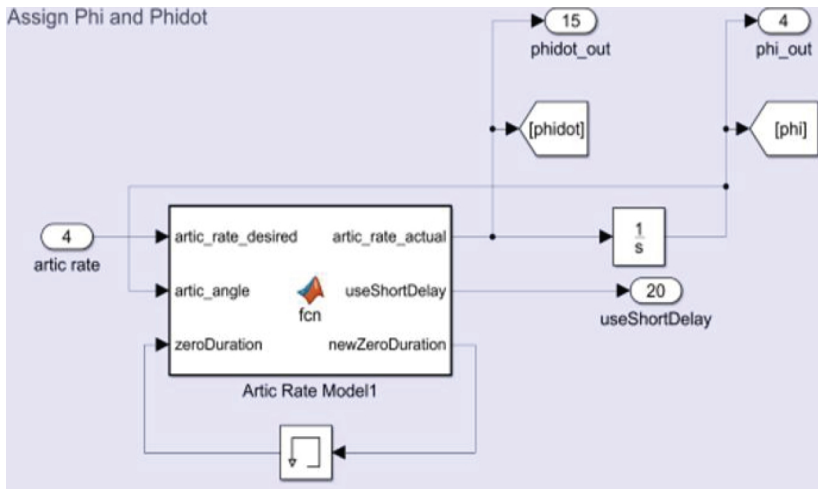 Assign Phi and Phidot
15
phidot_out
4
phi_out
[phidot]
[phi]
4
artic rate
artic_rate_desired
artic_rate_actual
1
s
artic_angle
fcn
useShortDelay
20
useShortDelay
zeroDuration
newZeroDuration
Artic Rate Model1